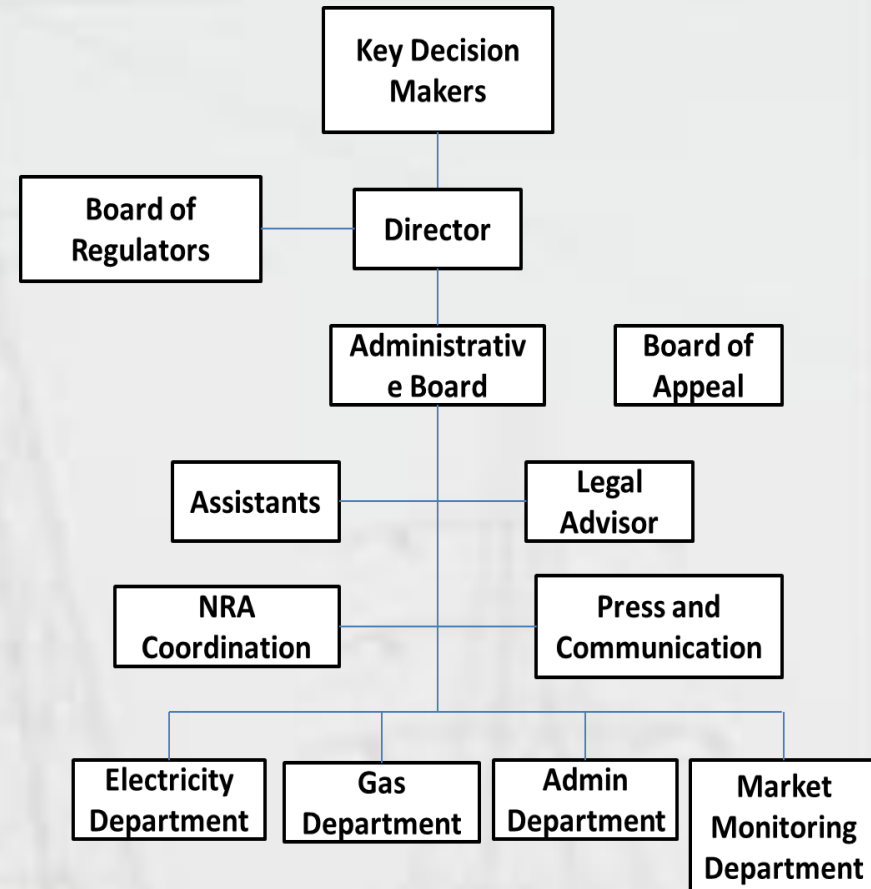 Key Decision
Makers
Board of
Regulators
Director
Administrativ
e Board
Board of
Appeal
Assistants
Legal
Advisor
NRA
Coordination
Press and
Communication
Electricity
Department
Gas
Department
Admin
Department
Market
Monitoring
Department